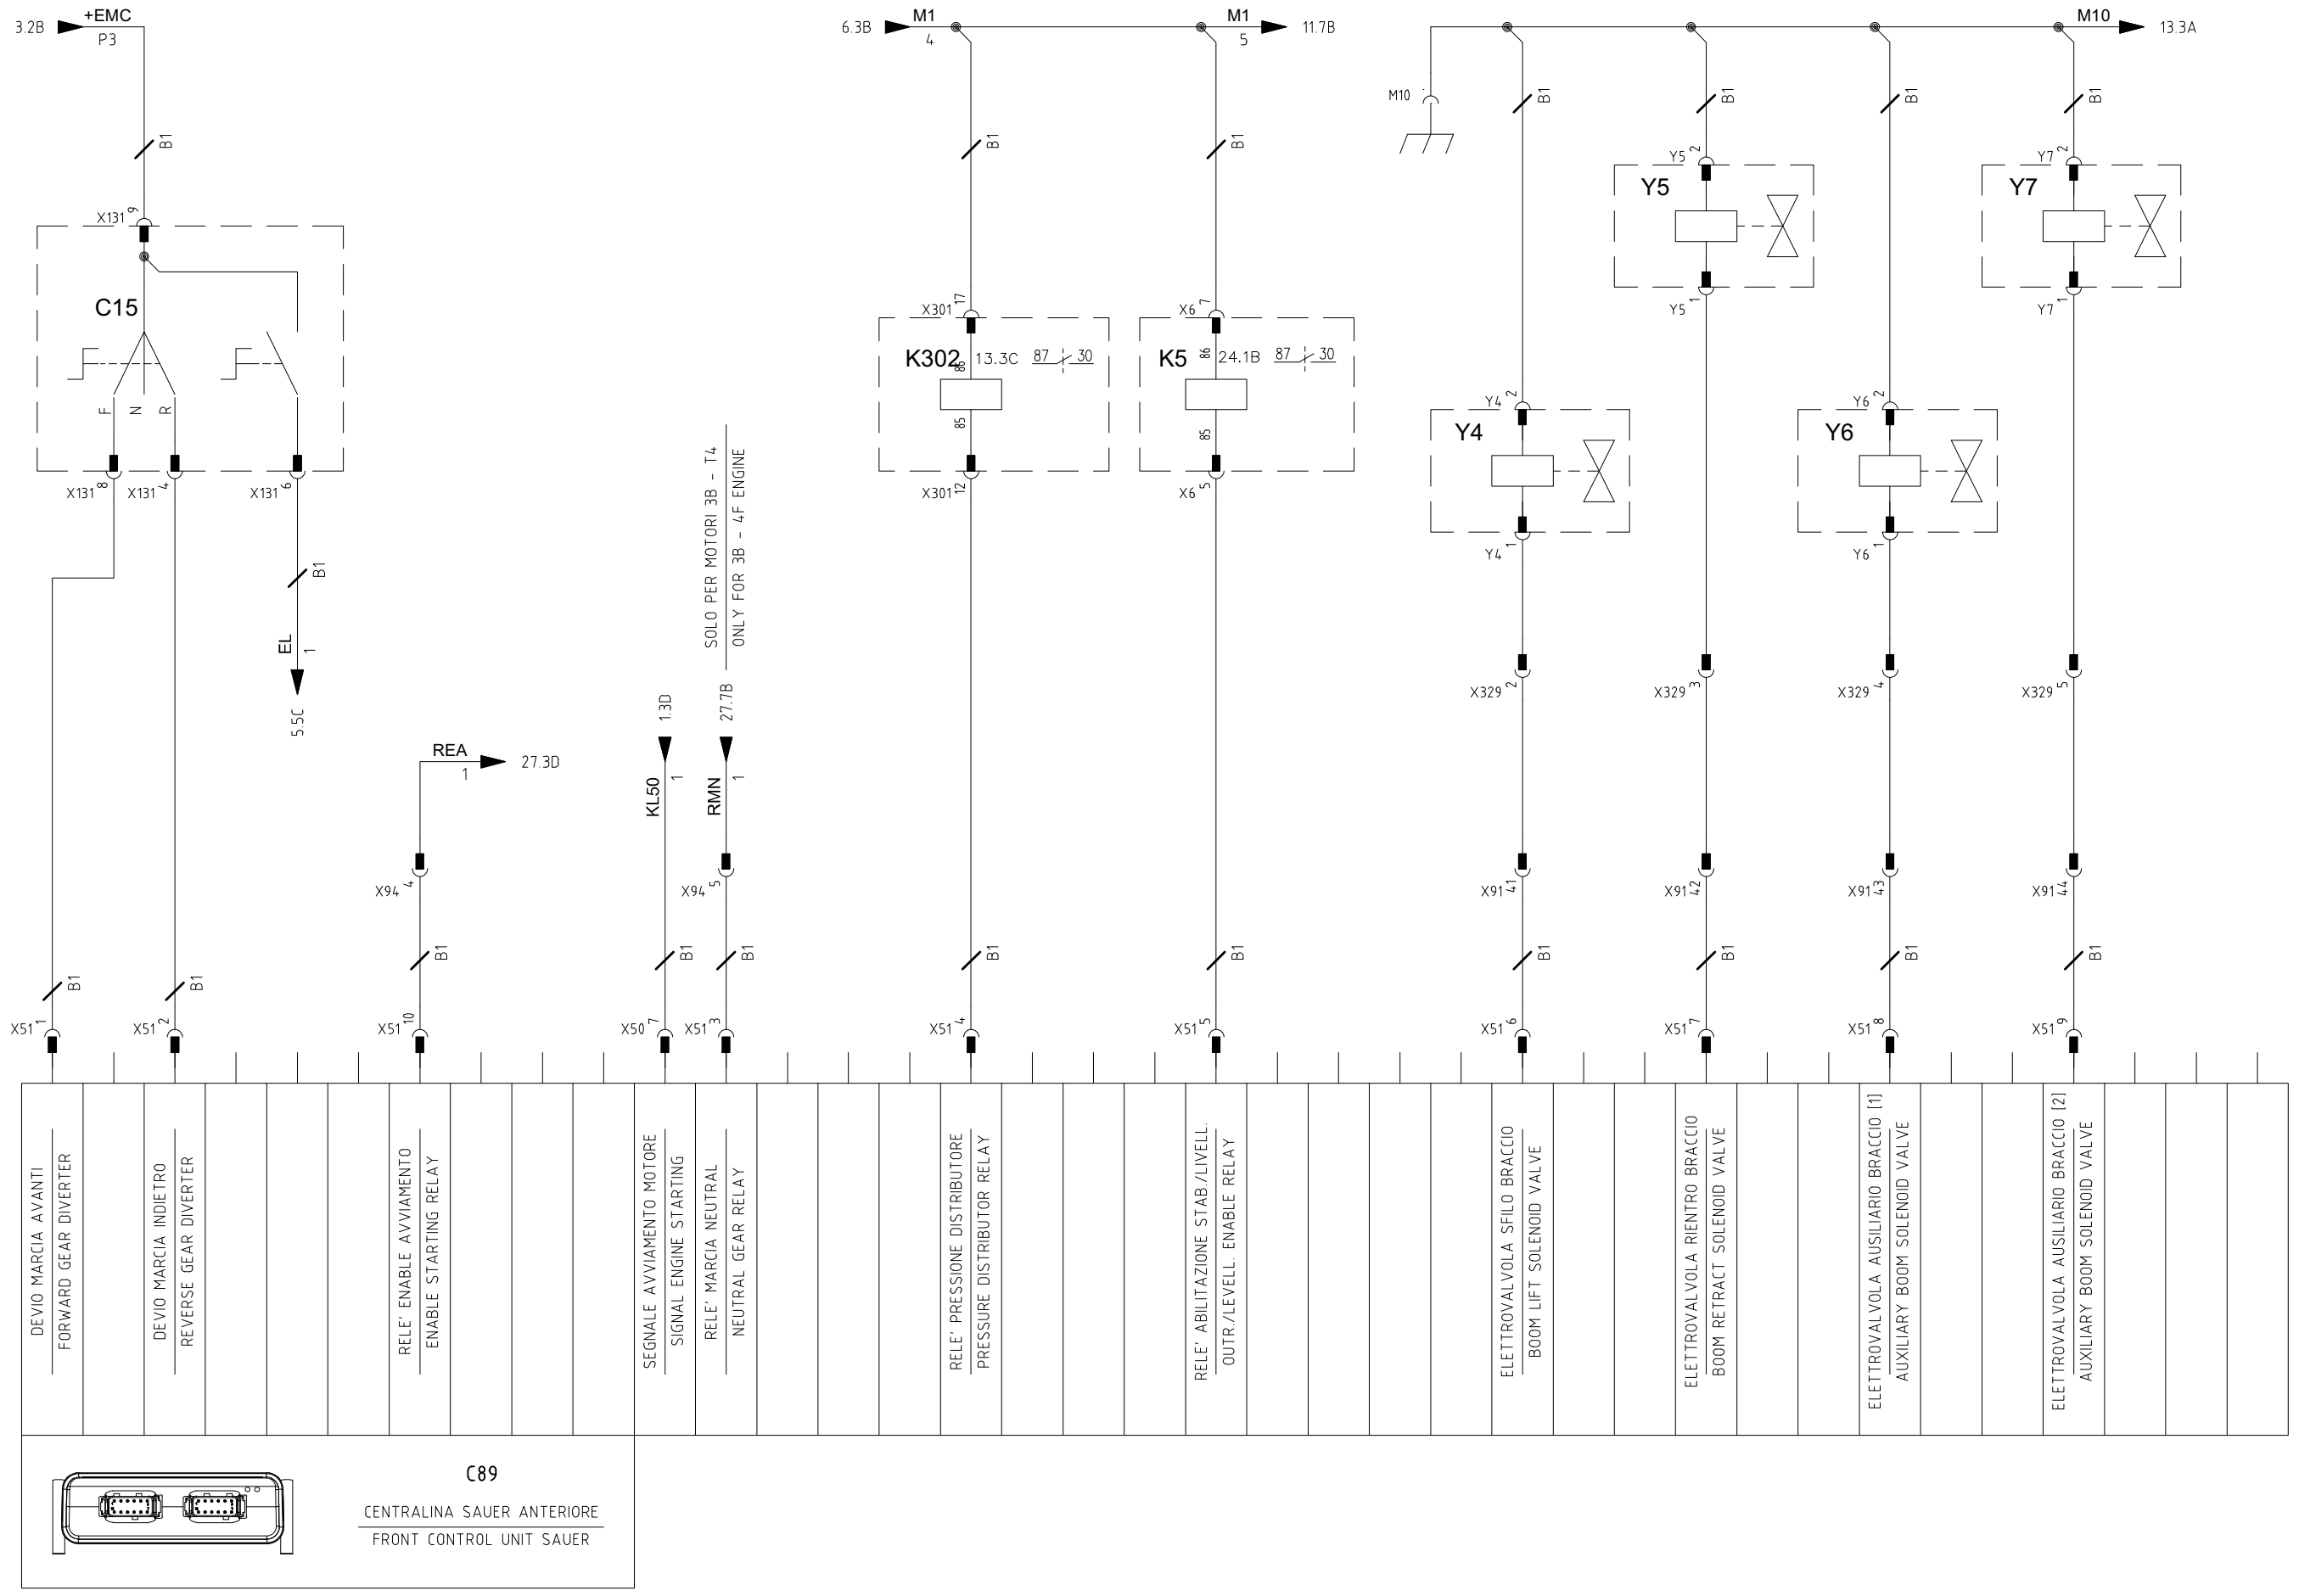 3.2B
+EMC
P3
6.3B
M1
4
M1
5
11.7B
M10
13.3A
M10
B1
B1
B1
B1
B1
B1
B1
X131 9
C15
F
N
R
X131 8
X131 4
X131 6
B1
EL
1
5.5C
X301 17
K302
13.3C
87
30
86
85
X301 12
X6 7
K5
24.1B
87
30
86
85
X6 5
Y5 2
Y5
Y5 1
Y7 2
Y7
Y7 1
Y4 2
Y4
Y4 1
Y6 2
Y6
Y6 1
SOLO PER MOTORI 3B - T4
ONLY FOR 3B - 4F ENGINE
1.3D
27.7B
KL50
1
RMN
1
REA
1
27.3D
X329 2
X329 3
X329 4
X329 5
X94 4
X94 5
X91 41
X91 42
X91 43
X91 44
B1
B1
B1
B1
B1
B1
B1
B1
B1
B1
B1
X51 1
X51 2
X51 10
X50 7
X51 3
X51 4
X51 5
X51 6
X51 7
X51 8
X51 9
DEVIO MARCIA AVANTI
FORWARD GEAR DIVERTER
DEVIO MARCIA INDIETRO
REVERSE GEAR DIVERTER
RELE' ENABLE AVVIAMENTO
ENABLE STARTING RELAY
SEGNALE AVVIAMENTO MOTORE
SIGNAL ENGINE STARTING
RELE' MARCIA NEUTRAL
NEUTRAL GEAR RELAY
RELE' PRESSIONE DISTRIBUTORE
PRESSURE DISTRIBUTOR RELAY
RELE' ABILITAZIONE STAB./LIVELL.
OUTR./LEVELL. ENABLE RELAY
ELETTROVALVOLA SFILO BRACCIO
BOOM LIFT SOLENOID VALVE
ELETTROVALVOLA RIENTRO BRACCIO
BOOM RETRACT SOLENOID VALVE
ELETTROVALVOLA AUSILIARIO BRACCIO [1]
AUXILIARY BOOM SOLENOID VALVE
ELETTROVALVOLA AUSILIARIO BRACCIO [2]
AUXILIARY BOOM SOLENOID VALVE
C89
CENTRALINA SAUER ANTERIORE
FRONT CONTROL UNIT SAUER